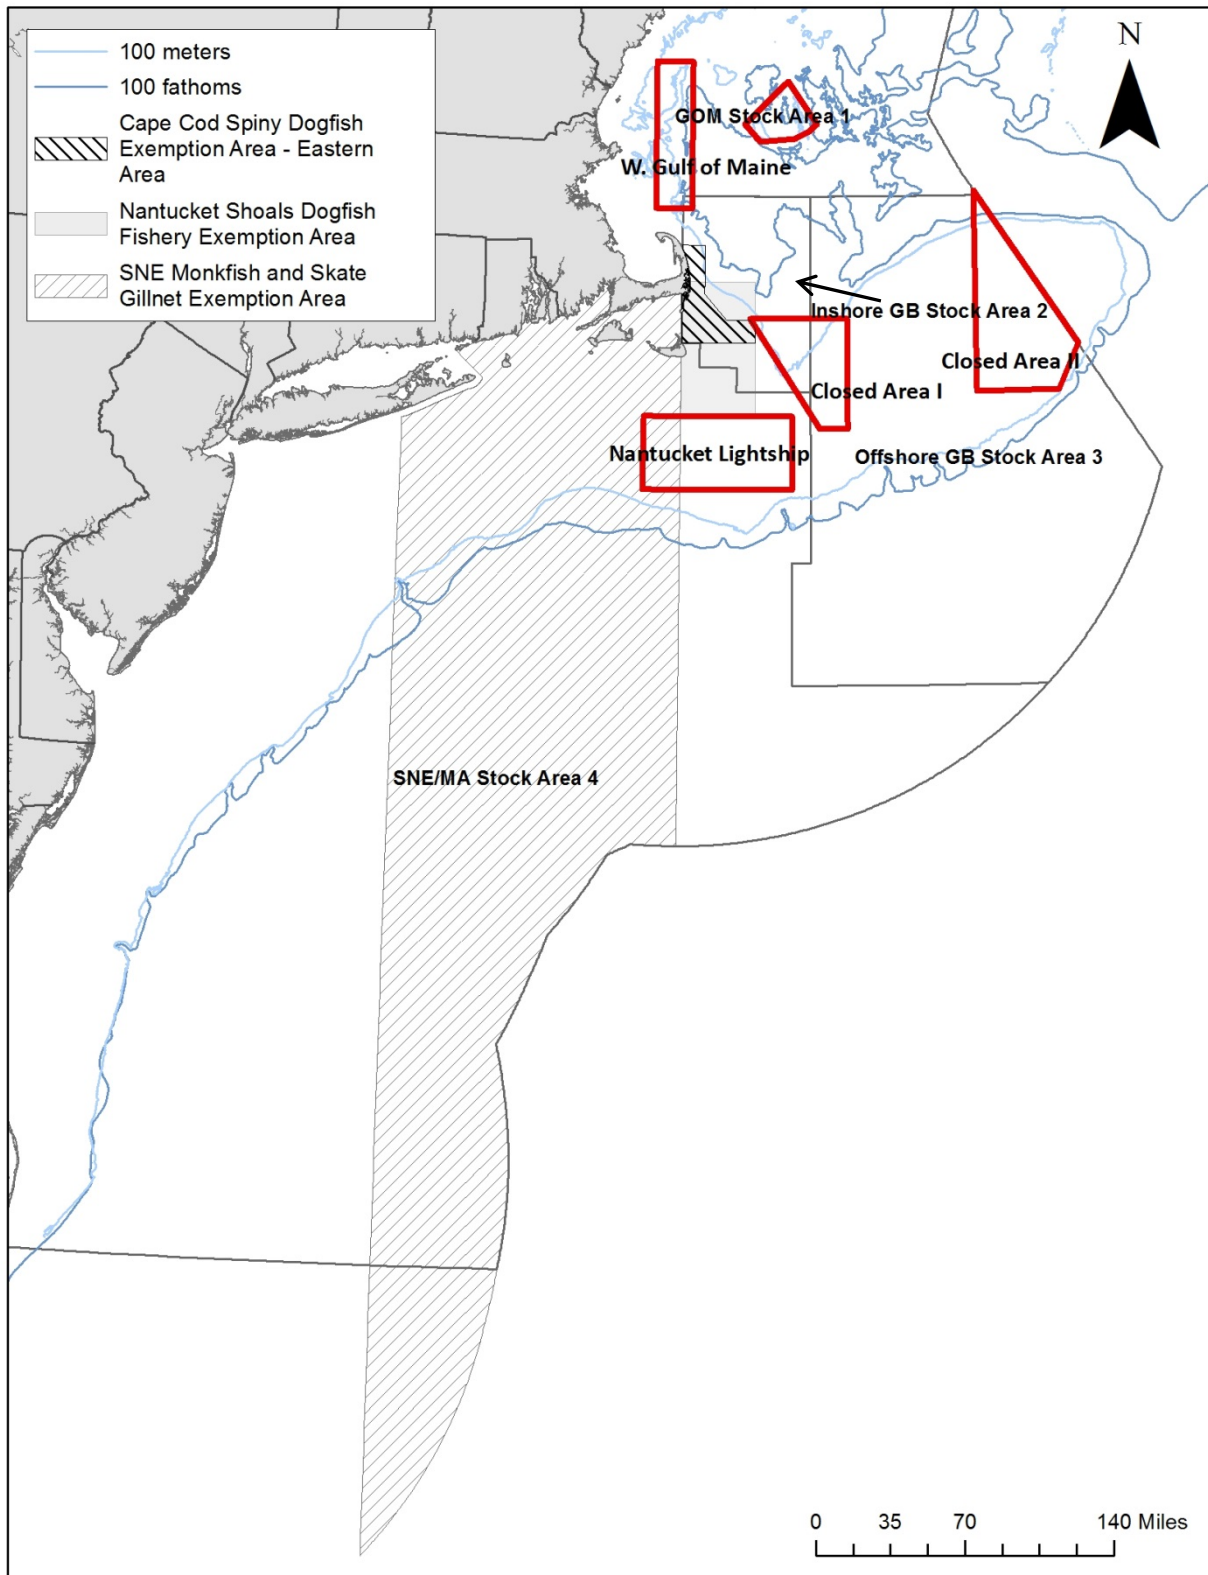 100 meters
100 fathoms
Cape Cod Spiny Dogfish
Exemption Area - Eastern
Area
Nantucket Shoals Dogfish
Fishery Exemption Area
SNE Monkfish and Skate
Gillnet Exemption Area
N
GOM Stock Area 1
W. Gulf of Maine
Inshore GB Stock Area 2
Closed Area II
Closed Area I
Nantucket Lightship
Offshore GB Stock Area 3
SNE/MA Stock Area 4
0 35 70 140 Miles